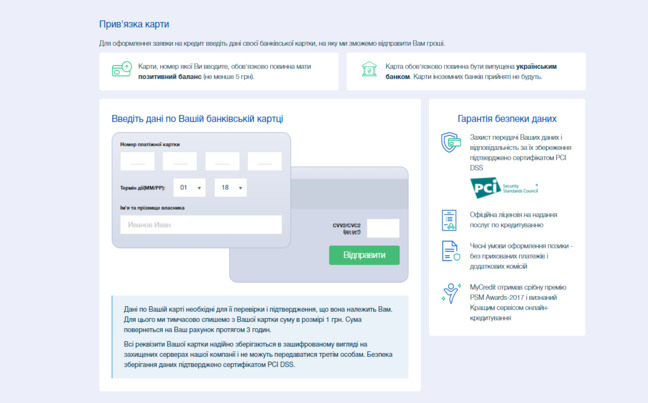 Прив'язка карти
Для оформлення заявки на кредит введіть дані своєї банківської картки, на яку ми зможемо відправити Вам гроші.
Карти, номер якої Ви вводите, обов'язково повинна мати
позитивний баланс (не менше 5 грн).
Карта обов'язково повинна бути випущена українським
банком. Карти іноземних банків прийняті не будуть.
Введіть дані по Вашій банківській картці
Номер платіжної картки
Термін дії(ММ/РР):
01
18
Ім'я та прізвище власника
Иванов Иван
CVV2/CVC2
Відправити
Дані по Вашій карті необхідні для її перевірки і підтвердження, що вона належить Вам.
Для цього ми тимчасово спишемо з Вашої картки суму в розмірі 1 грн. Сума
повернеться на Ваш рахунок протягом 3 годин.
Всі реквізити Вашої картки надійно зберігаються в зашифрованому вигляді на
захищених серверах нашої компанії і не можуть передаватися третім особам. Безпека
зберігання даних підтверджено сертифікатом PCI DSS.
Гарантія безпеки даних
Захист передачі Ваших даних і
відповідальність за їх збереження
підтверджено сертифікатом PCI
DSS
PCI Security
Standards Council
Офіційна ліцензія на надання
послуг по кредитуванню
Чесні умови оформлення позики -
без прихованих платежів і
додаткових комісій
MyCredit отримав срібну премію
PSM Awards-2017 і визнаний
Кращим сервісом онлайн-
кредитування